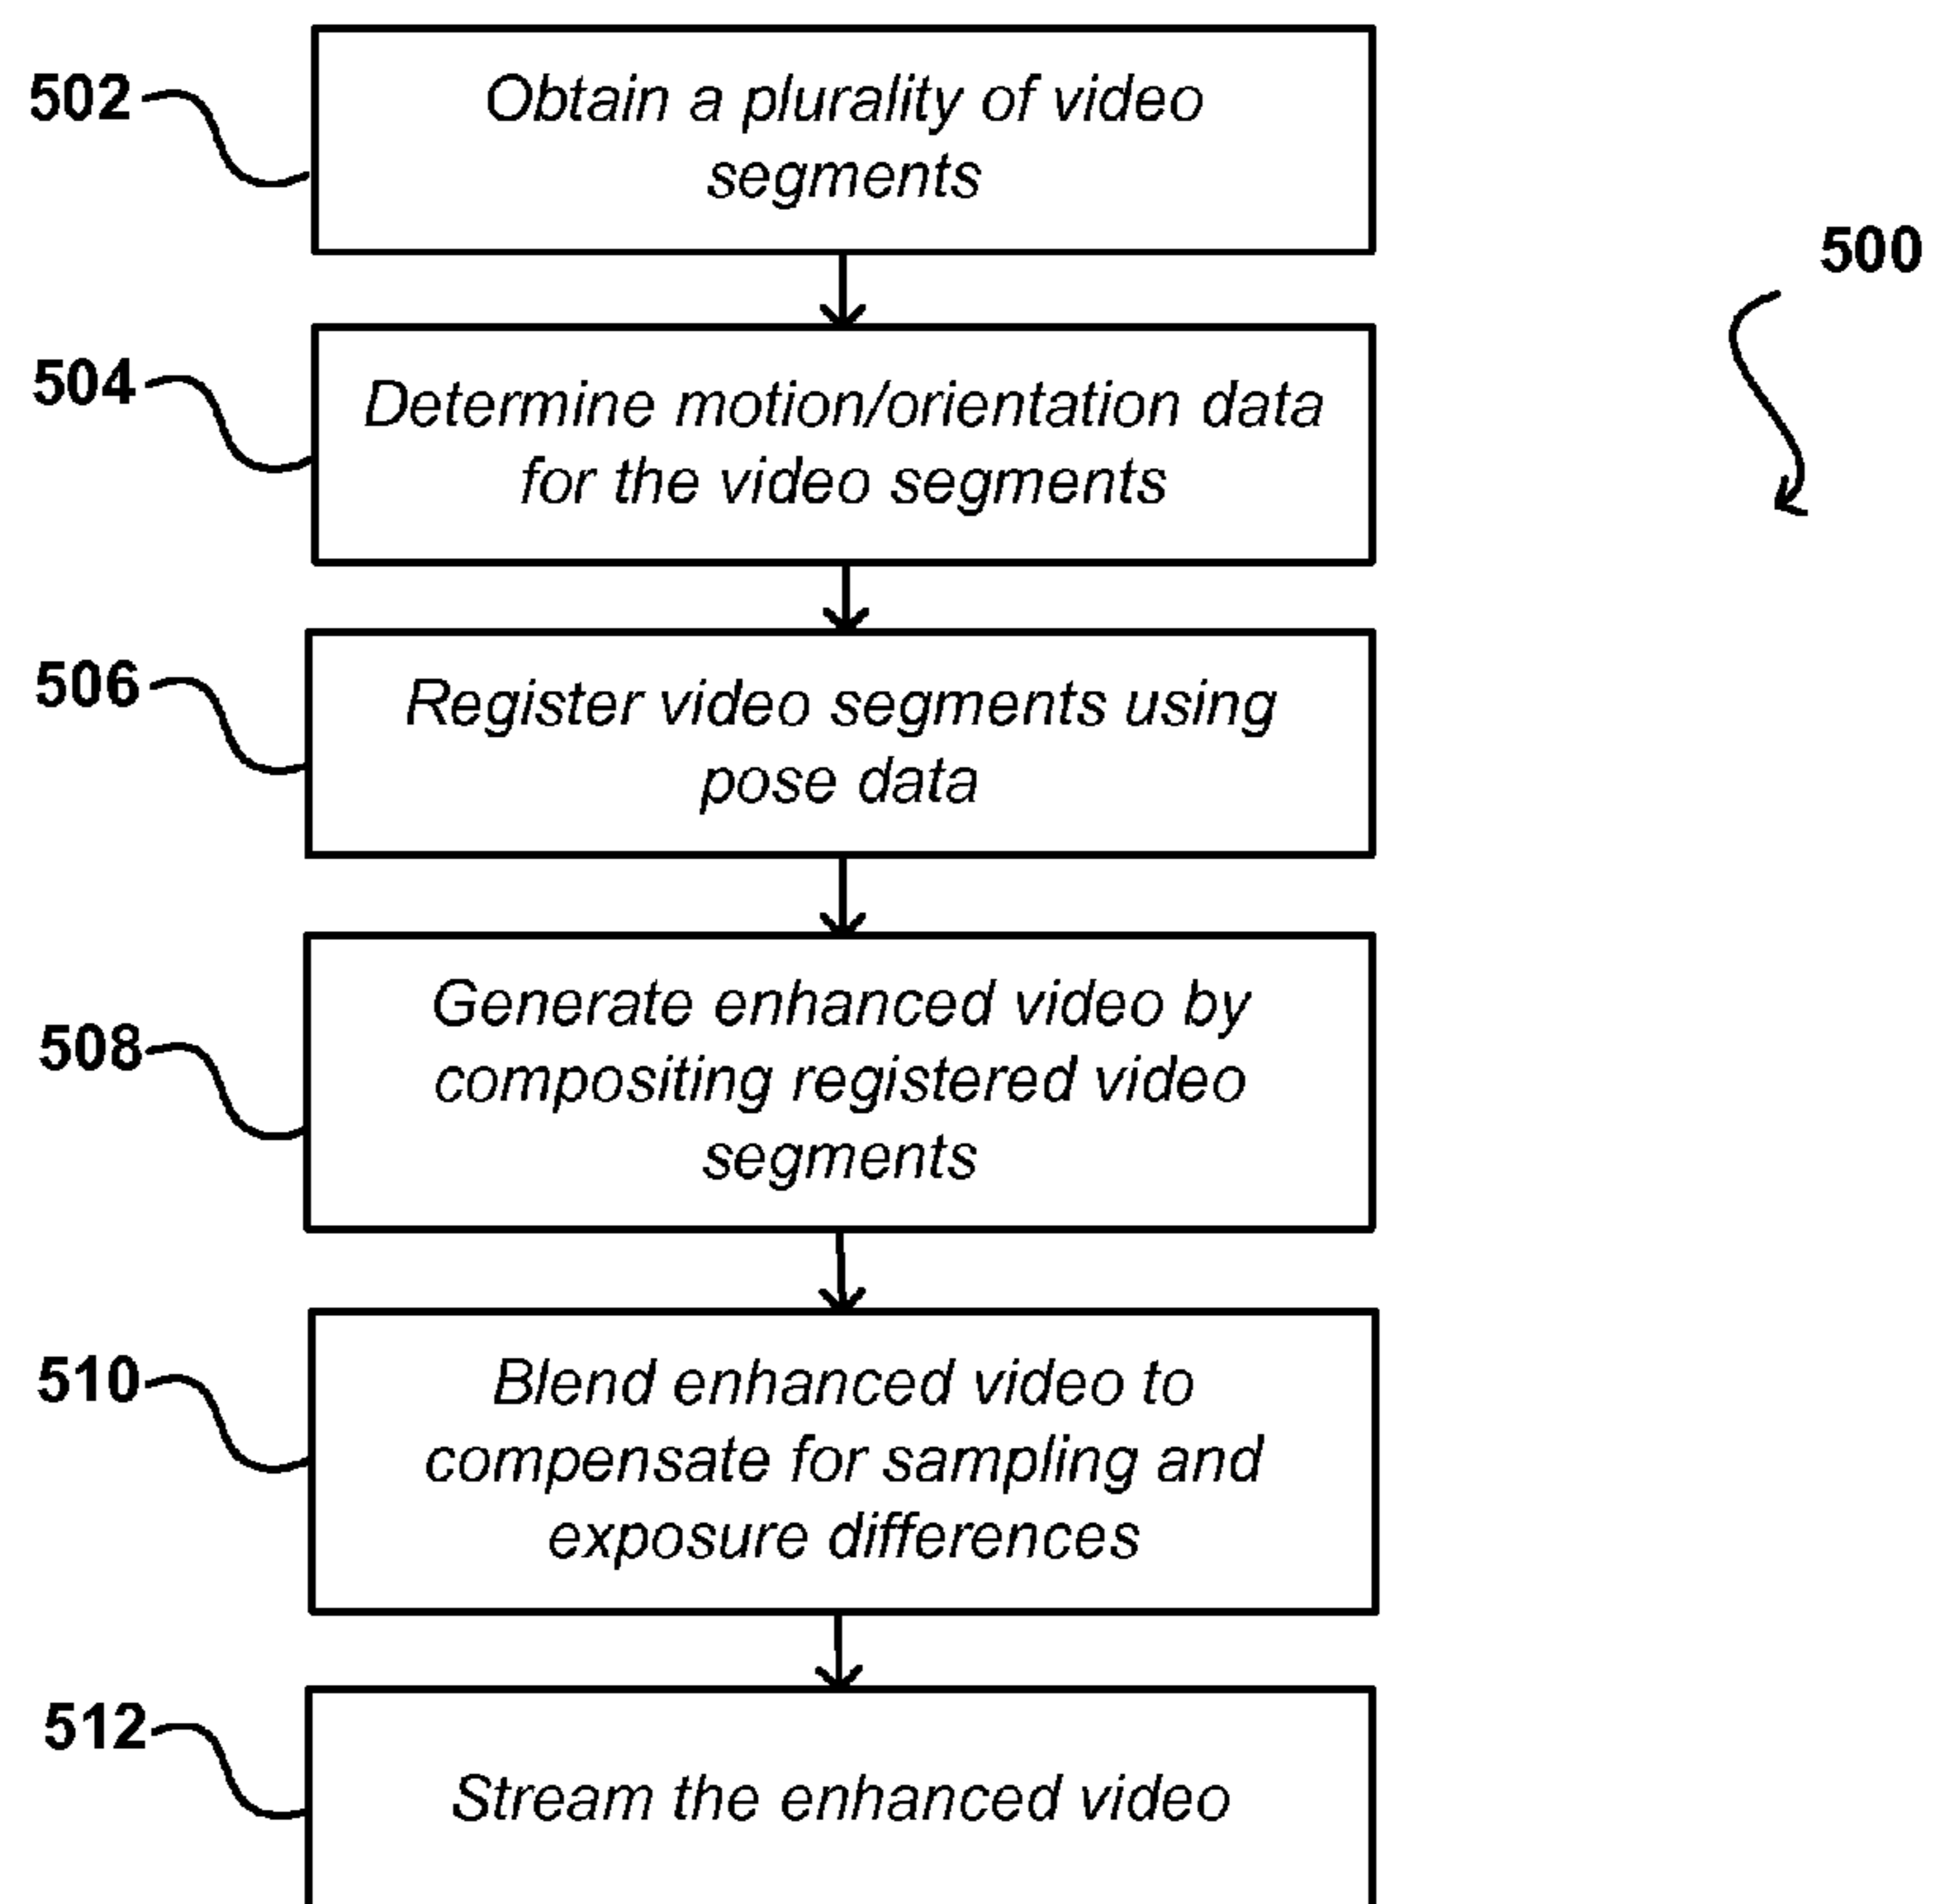 502
Obtain a plurality of video
segments
500
504
Determine motion/orientation data
for the video segments
506
Register video segments using
pose data
508
Generate enhanced video by
compositing registered video
segments
510
Blend enhanced video to
compensate for sampling and
exposure differences
512
Stream the enhanced video